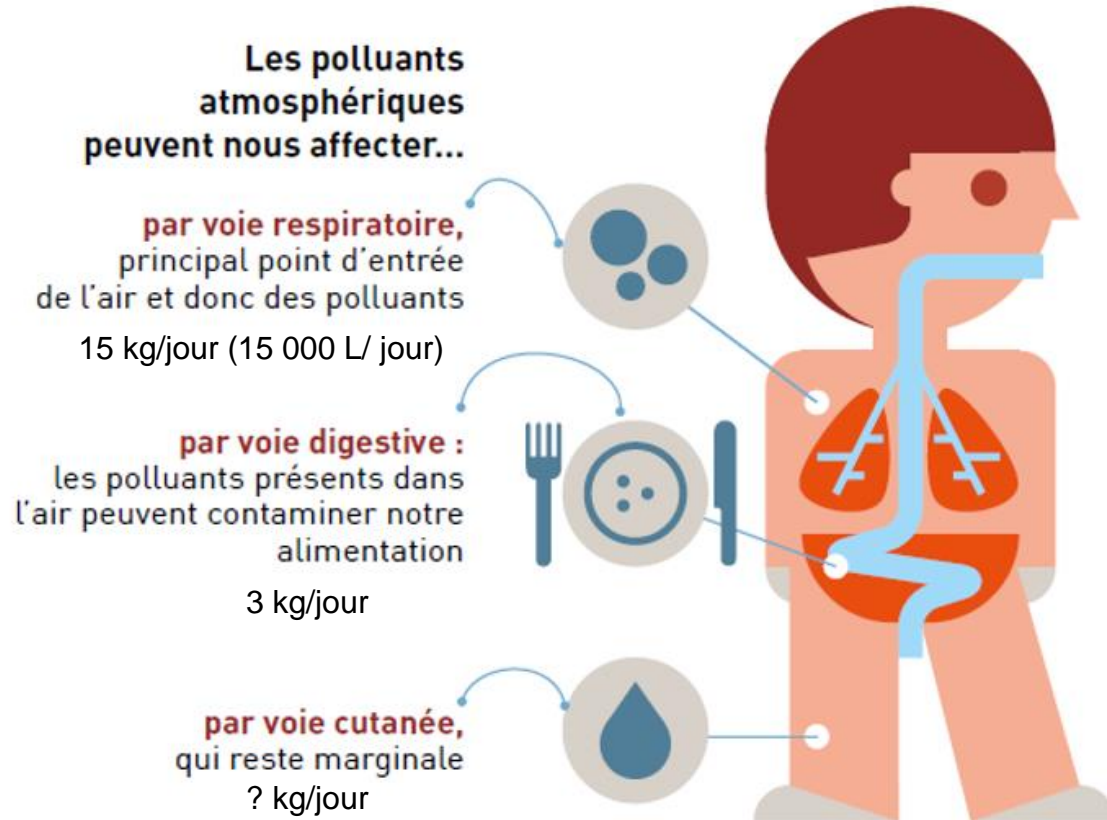 Les polluants
atmosphériques
peuvent nous affecter...
par voie respiratoire,
principal point d'entrée
de l'air et donc des polluants
15 kg/jour (15 000 L/ jour)
par voie digestive :
les polluants présents dans
l'air peuvent contaminer notre
alimentation
3 kg/jour
par voie cutanée,
qui reste marginale
? kg/jour